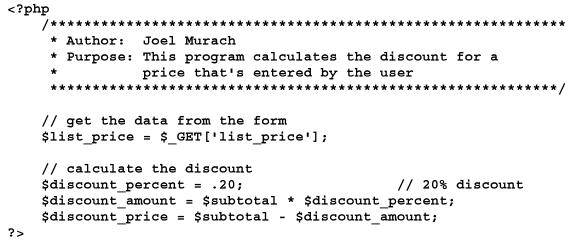 <?php
    /*************************************************************
     * Author:  Joel Murach
     * Purpose: This program calculates the discount for a
     *          price that's entered by the user
     ************************************************************/

    // get the data from the form
    $list_price = $_GET['list_price'];

    // calculate the discount
    $discount_percent = .20;                  // 20% discount
    $discount_amount = $subtotal * $discount_percent;
    $discount_price = $subtotal - $discount_amount;
?>